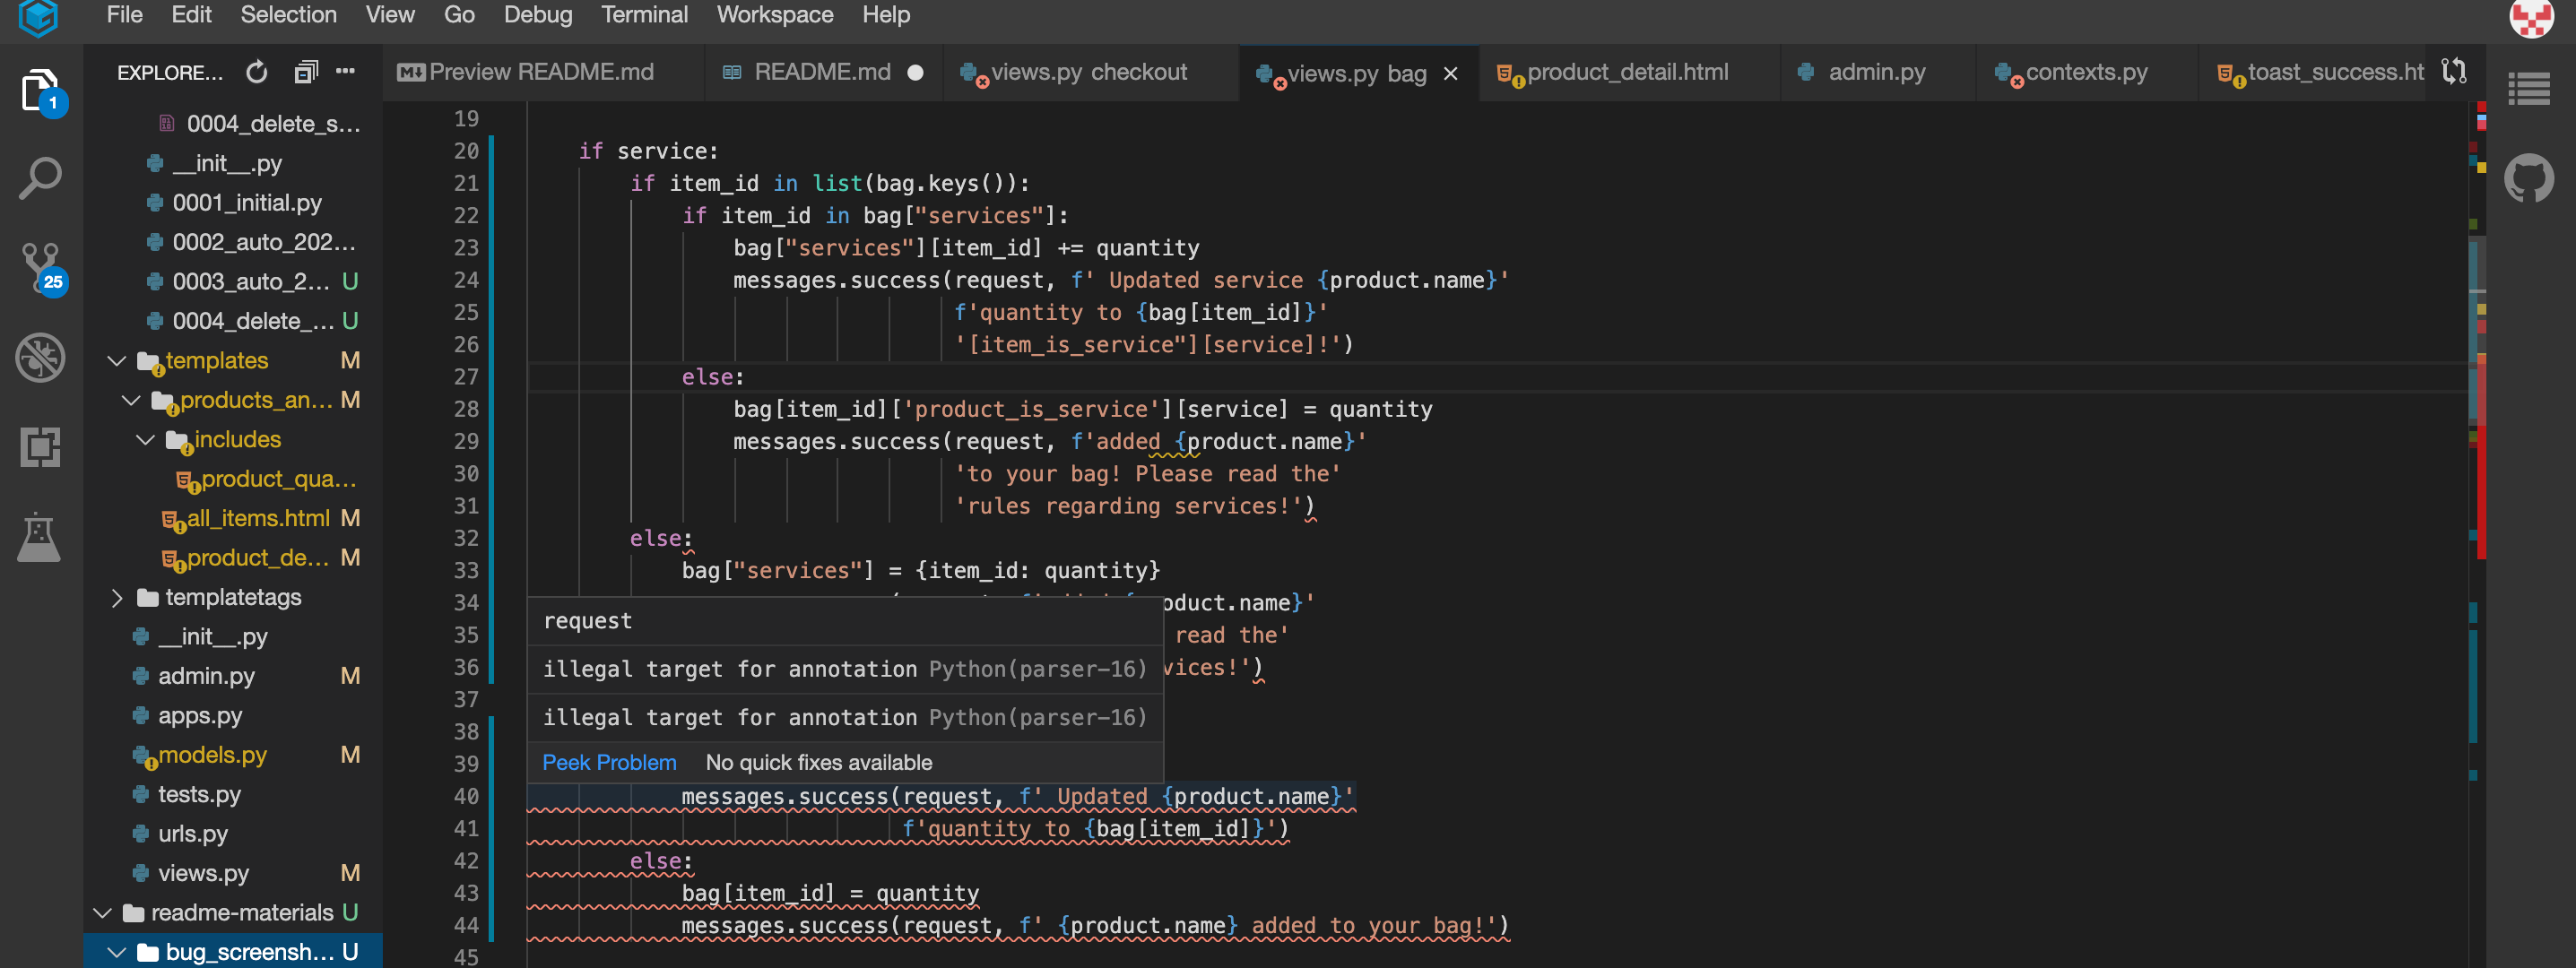 File Edit Selection View Go Debug Terminal Workspace Help
EXPLORE...
Preview README.md README.md views.py checkout views.py bag product_detail.html admin.py contexts.py toast_success.ht
1
25
0004_delete_s...
__init__.py
0001_initial.py
0002_auto_202...
0003_auto_2... U
0004_delete_... U
templates M
products_an... M
includes
product_qua...
all_items.html M
product_de... M
templatetags
__init__.py
admin.py M
apps.py
models.py M
tests.py
urls.py
views.py M
readme-materials U
bug_screensh... U
19
20 if service:
21 if item_id in list(bag.keys()):
22 if item_id in bag["services"]:
23 bag["services"][item_id] += quantity
24 messages.success(request, f' Updated service {product.name}'
25 f'quantity to {bag[item_id]}'
26 '[item_is_service"][service]!')
27 else:
28 bag[item_id]['product_is_service'][service] = quantity
29 messages.success(request, f'added {product.name}'
30 'to your bag! Please read the'
31 'rules regarding services!')
32 else:
33 bag["services"] = {item_id: quantity}
34 oduct.name}'
35 read the'
36 vices!')
37
38
39
request
illegal target for annotation Python(parser-16)
illegal target for annotation Python(parser-16)
Peek Problem No quick fixes available
40 messages.success(request, f' Updated {product.name}'
41 f'quantity to {bag[item_id]}')
42 else:
43 bag[item_id] = quantity
44 messages.success(request, f' {product.name} added to your bag!')
45